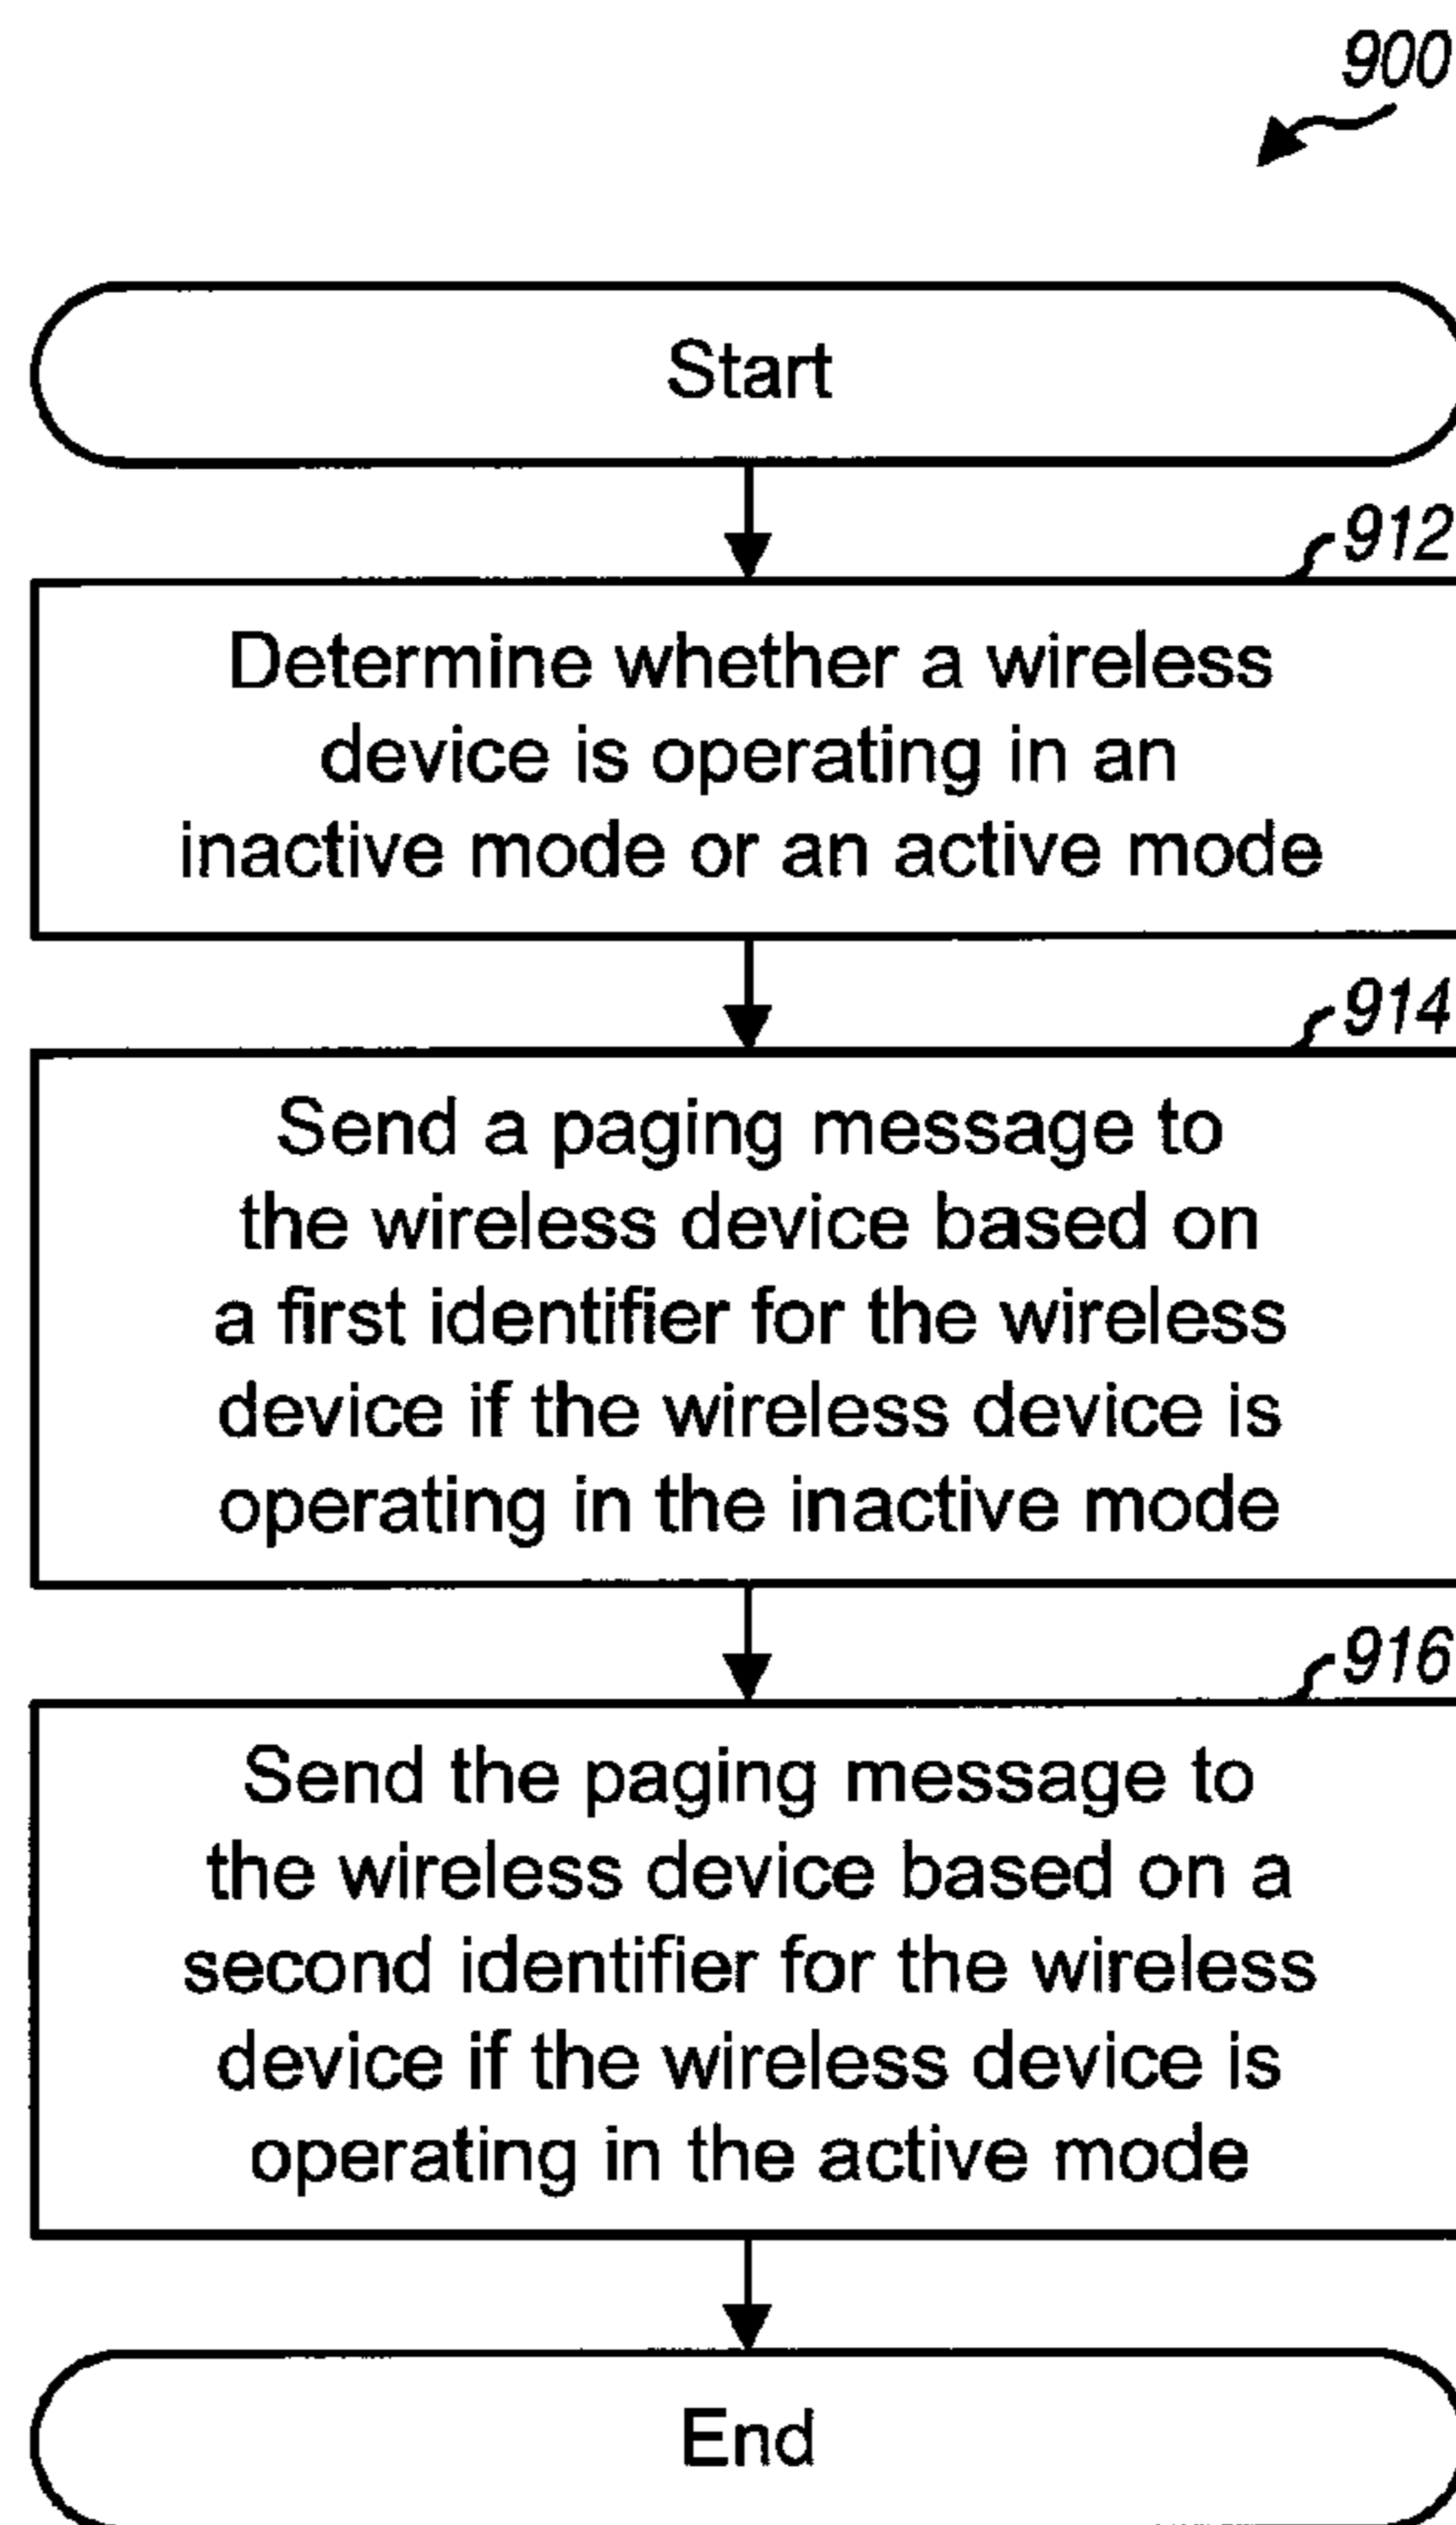 900
Start
912
Determine whether a wireless
device is operating in an
inactive mode or an active mode
914
Send a paging message to
the wireless device based on
a first identifier for the wireless
device if the wireless device is
operating in the inactive mode
916
Send the paging message to
the wireless device based on a
second identifier for the wireless
device if the wireless device is
operating in the active mode
End